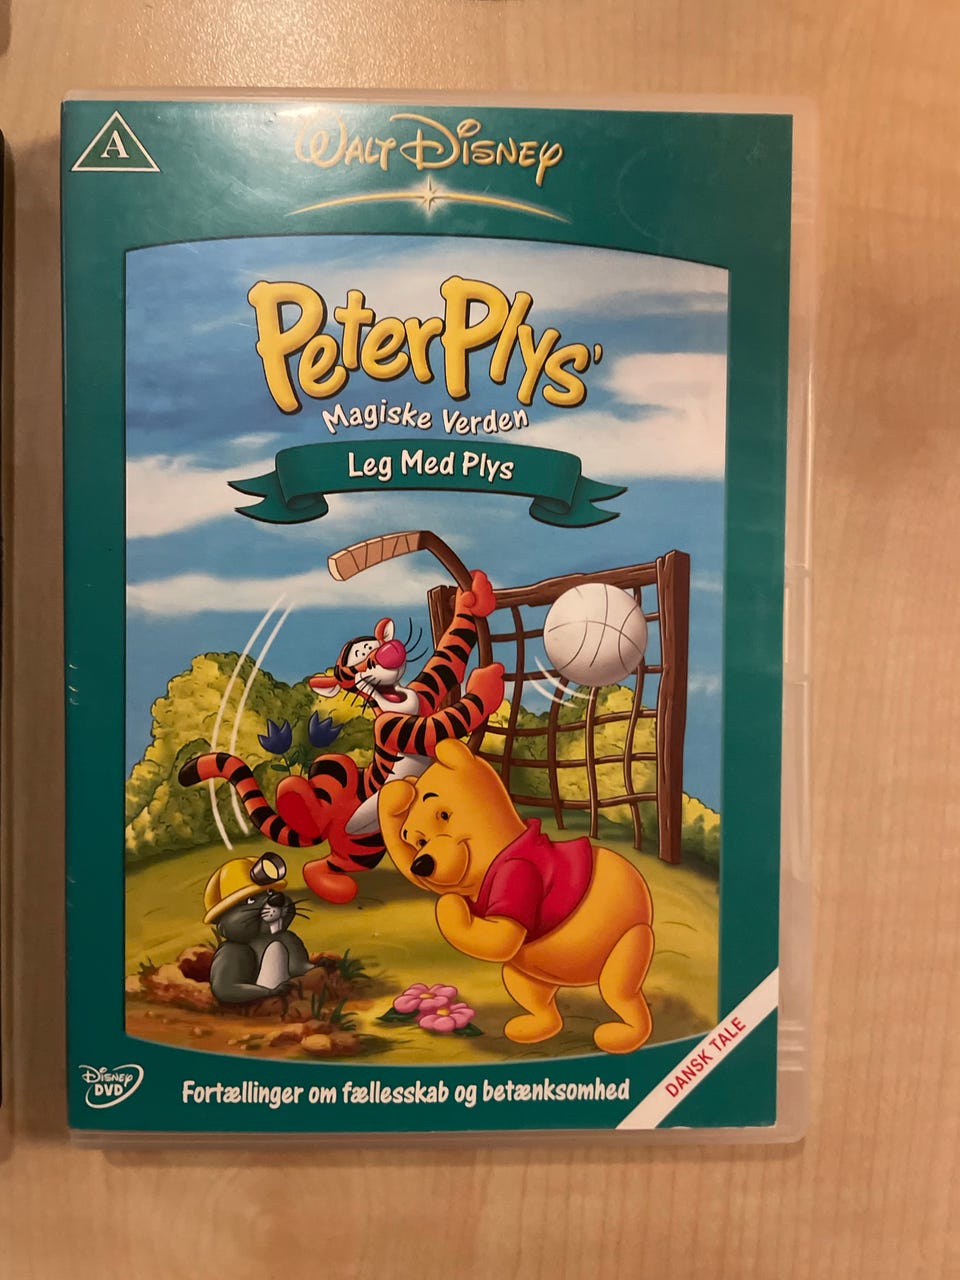 A
WALT DISNEY
Peter Plys'
Magiske Verden
Leg Med Plys
DANSK TALE
DISNEY
DVD
Fortællinger om fællesskab og betænksomhed